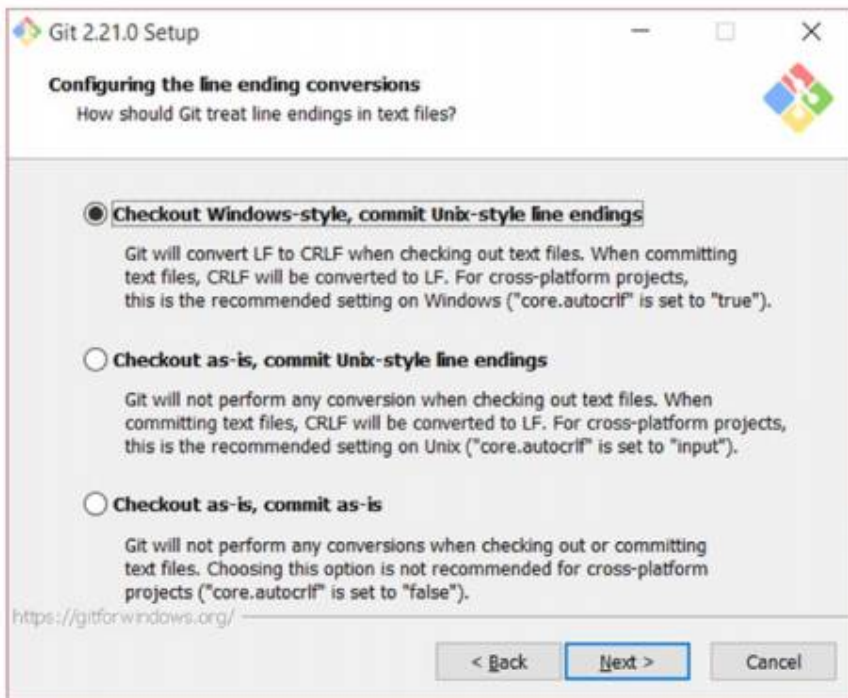 Git 2.21.0 Setup
Configuring the line ending conversions
How should Git treat line endings in text files?
Checkout Windows-style, commit Unix-style line endings
Git will convert LF to CRLF when checking out text files. When committing
text files, CRLF will be converted to LF. For cross-platform projects,
this is the recommended setting on Windows ("core.autocrlf" is set to "true").
Checkout as-is, commit Unix-style line endings
Git will not perform any conversion when checking out text files. When
committing text files, CRLF will be converted to LF. For cross-platform projects,
this is the recommended setting on Unix ("core.autocrlf" is set to "input").
Checkout as-is, commit as-is
Git will not perform any conversions when checking out or committing
text files. Choosing this option is not recommended for cross-platform
projects ("core.autocrlf" is set to "false").
https://gitforwindows.org/
< Back Next > Cancel